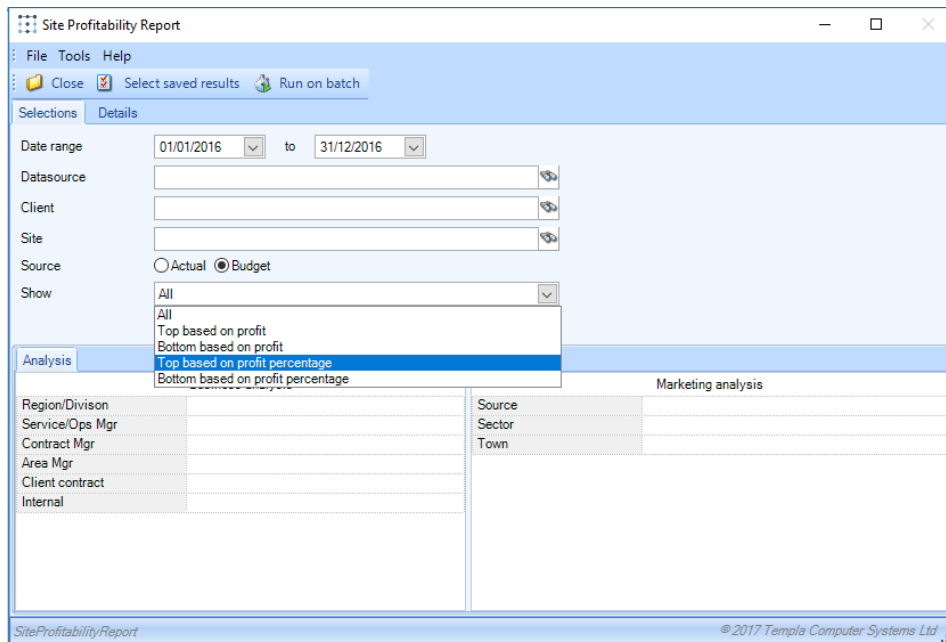 Site Profitability Report
File Tools Help
Close Select saved results Run on batch
Selections Details
Date range 01/01/2016 to 31/12/2016
Datasource
Client
Site
Source Actual Budget
Show All
All
Top based on profit
Bottom based on profit
Top based on profit percentage
Bottom based on profit percentage
Analysis
Marketing analysis
Region/Divison Source
Service/Ops Mgr Sector
Contract Mgr Town
Area Mgr
Client contract
Internal
SiteProfitabilityReport © 2017 Templa Computer Systems Ltd